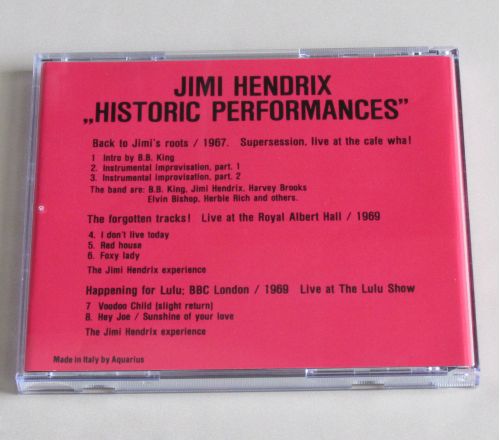 JIMI HENDRIX
„HISTORIC PERFORMANCES”
Back to Jimi's roots / 1967. Supersession, live at the cafe wha!
1 Intro by B.B. King
2. Instrumental improvisation, part. 1
3. Instrumental improvisation, part. 2
The band are: B.B. King, Jimi Hendrix, Harvey Brooks
Elvin Bishop, Herbie Rich and others.
The forgotten tracks! Live at the Royal Albert Hall / 1969
4. I don't live today
5. Red house
6. Foxy lady
The Jimi Hendrix experience
Happening for Lulu; BBC London / 1969 Live at The Lulu Show
7 Voodoo Child (slight return)
8. Hey Joe / Sunshine of your love
The Jimi Hendrix experience
Made in Italy by Aquarius